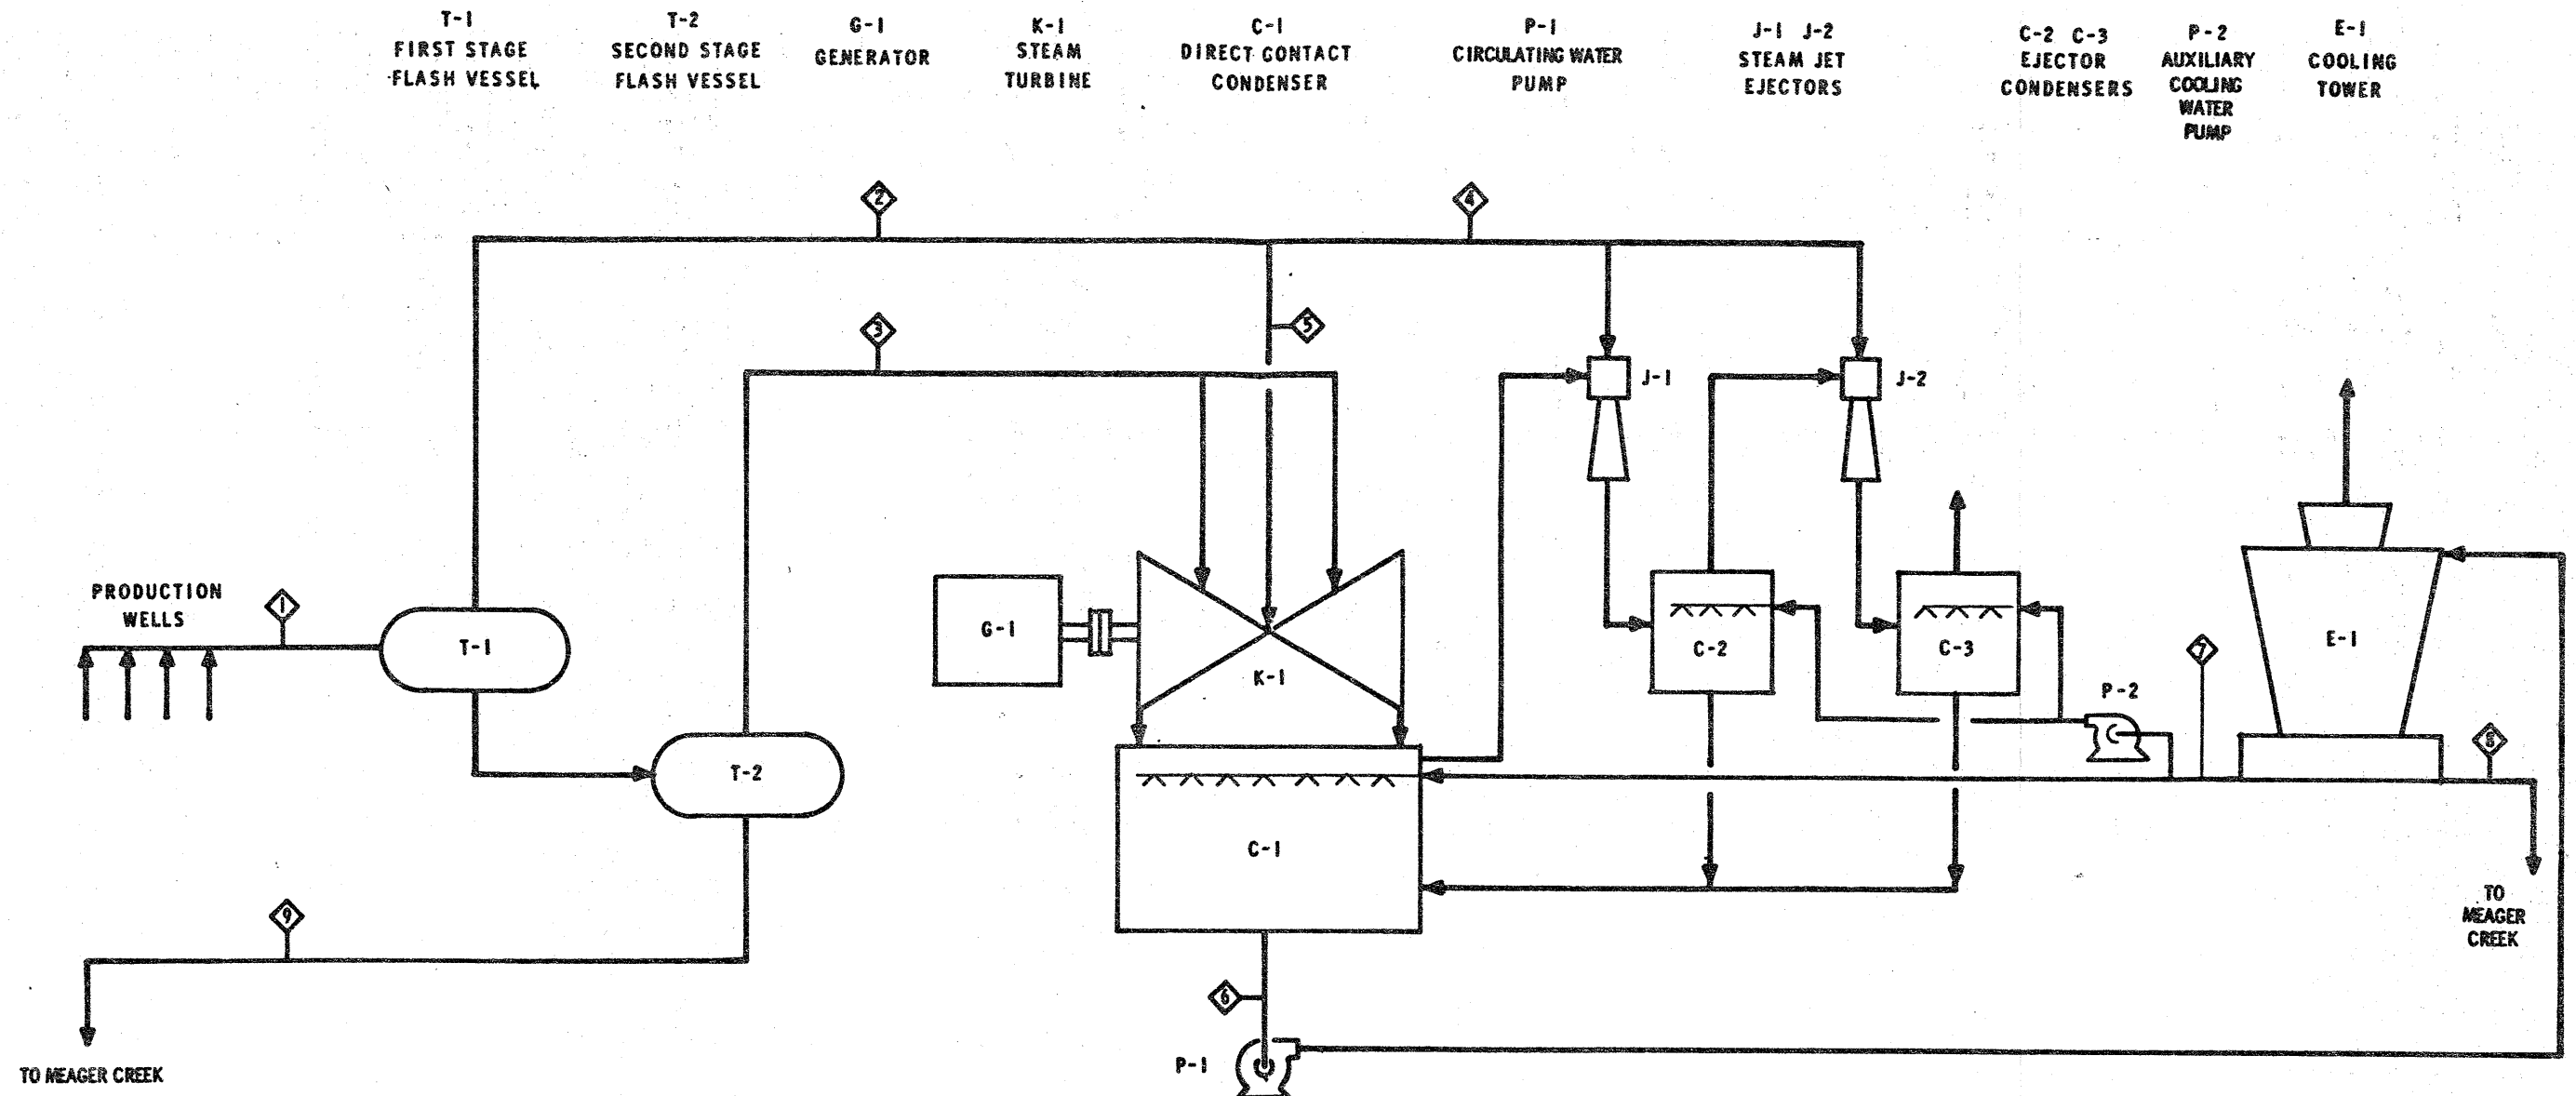 T-1
FIRST STAGE
FLASH VESSEL
T-2
SECOND STAGE
FLASH VESSEL
G-1
GENERATOR
K-1
STEAM
TURBINE
C-1
DIRECT CONTACT
CONDENSER
P-1
CIRCULATING WATER
PUMP
J-1 J-2
STEAM JET
EJECTORS
C-2 C-3
EJECTOR
CONDENSERS
P-2
AUXILIARY
COOLING
WATER
PUMP
E-1
COOLING
TOWER
2
4
3
5
J-1
J-2
PRODUCTION
WELLS
1
T-1
G-1
K-1
C-2
C-3
7
E-1
P-2
T-2
8
C-1
9
TO
MEAGER
CREEK
6
P-1
TO MEAGER CREEK